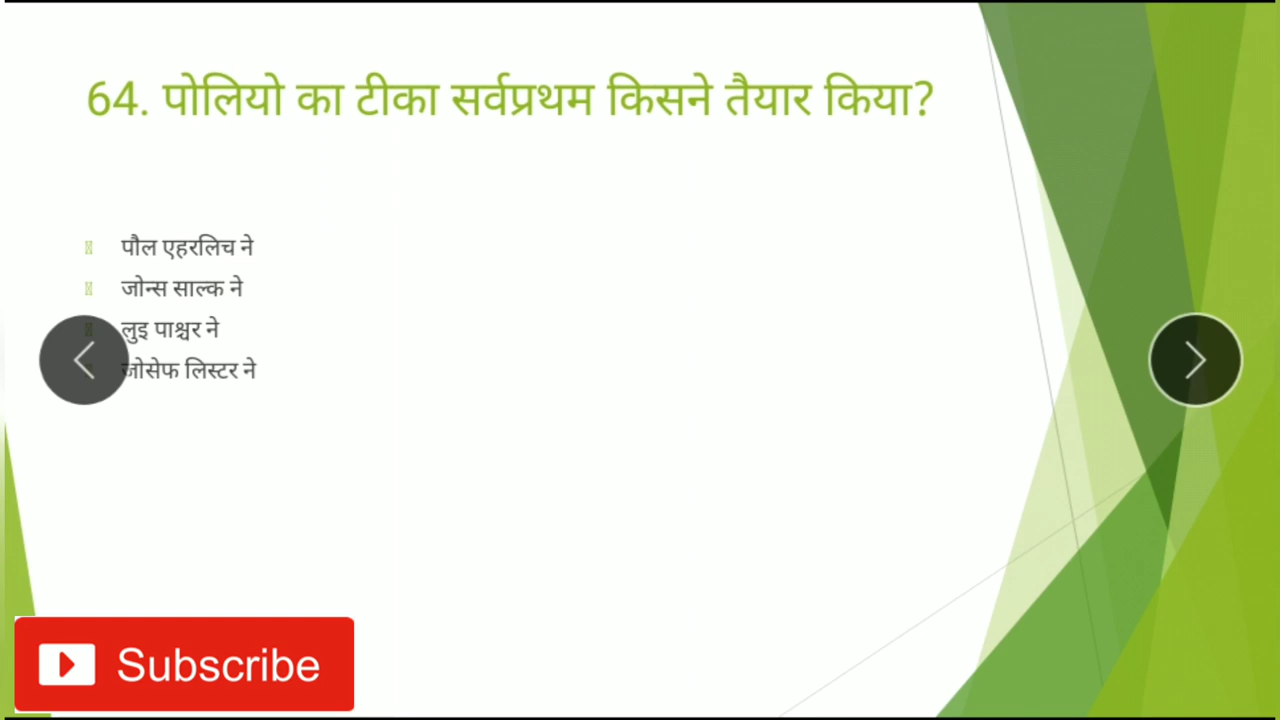 64. पोलियो का टीका सर्वप्रथम किसने तैयार किया?
पौल एहरलिच ने
जोन्स साल्क ने
लुइ पाश्चर ने
जोसेफ लिस्टर ने
Subscribe